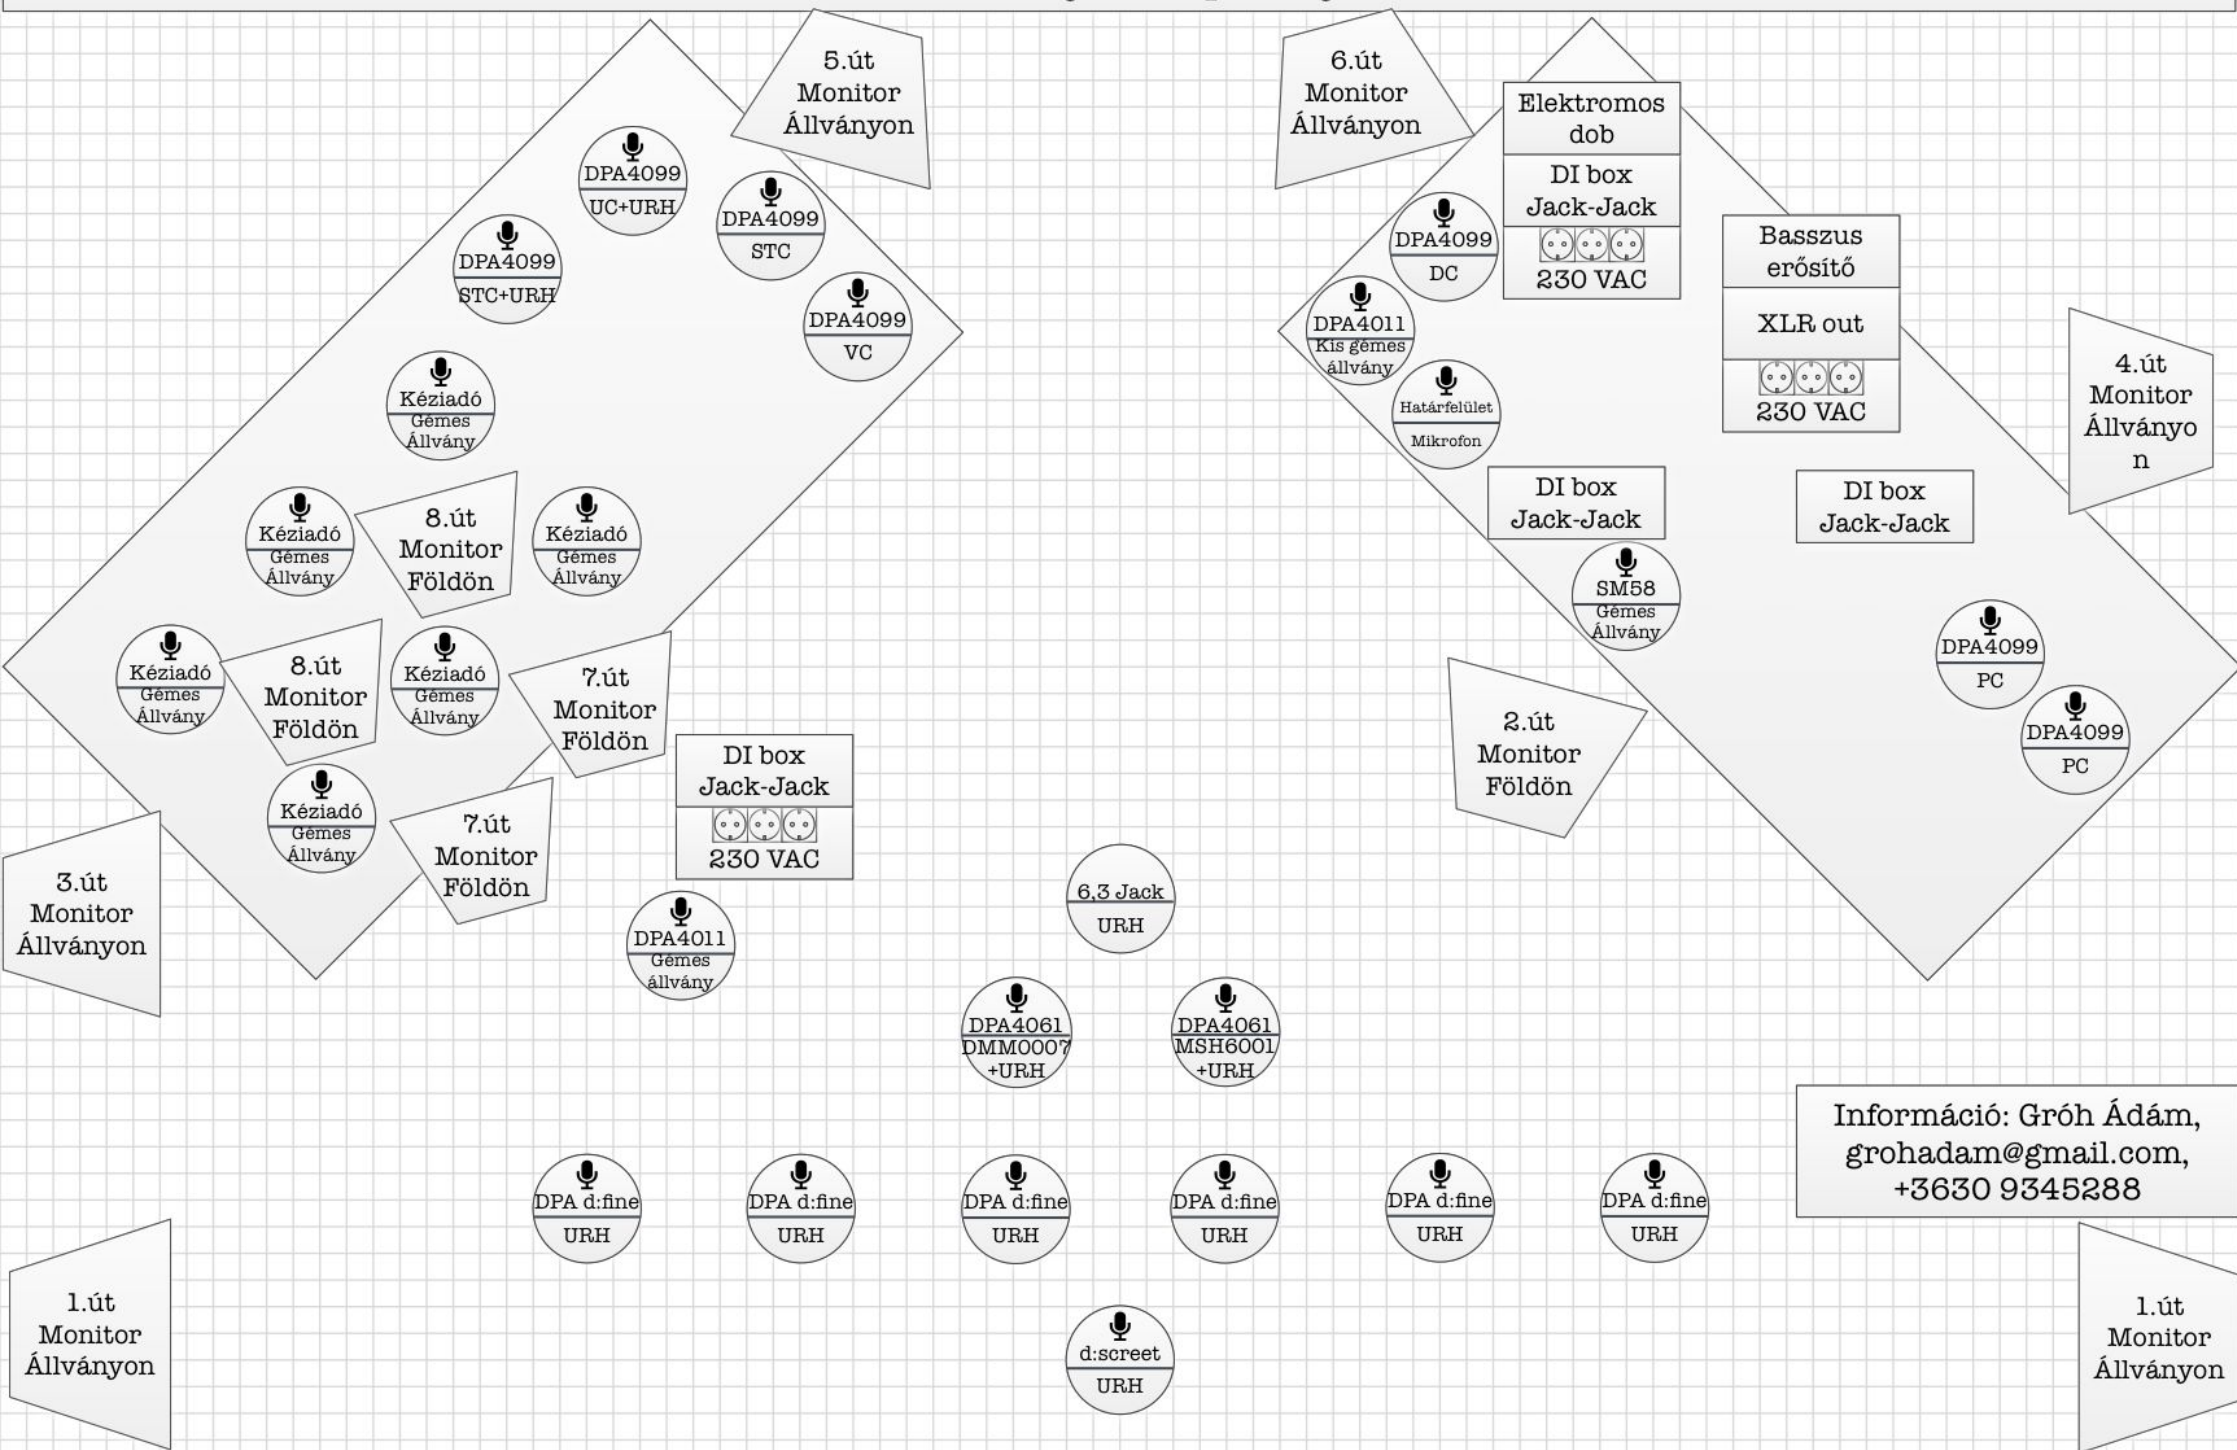 5.út
Monitor
Állványon
6.út
Monitor
Állványon
Elektromos
dob
DI box
Jack-Jack
230 VAC
DPA4099
UC+URH
DPA4099
STC
DPA4099
STC+URH
DPA4099
VC
DPA4099
DC
DPA4011
Kis gémes
állvány
Basszus
erősítő
XLR out
230 VAC
4.út
Monitor
Állványo
n
Kéziadó
Gémes
Állvány
Határfelület
Mikrofon
DI box
Jack-Jack
DI box
Jack-Jack
Kéziadó
Gémes
Állvány
8.út
Monitor
Földön
Kéziadó
Gémes
Állvány
SM58
Gémes
Állvány
DPA4099
PC
DPA4099
PC
Kéziadó
Gémes
Állvány
8.út
Monitor
Földön
Kéziadó
Gémes
Állvány
7.út
Monitor
Földön
2.út
Monitor
Földön
DI box
Jack-Jack
230 VAC
Kéziadó
Gémes
Állvány
7.út
Monitor
Földön
3.út
Monitor
Állványon
DPA4011
Gémes
állvány
6,3 Jack
URH
DPA4061
DMM0007
+URH
DPA4061
MSH6001
+URH
Információ: Gróh Ádám,
grohadam@gmail.com,
+3630 9345288
DPA d:fine
URH
DPA d:fine
URH
DPA d:fine
URH
DPA d:fine
URH
DPA d:fine
URH
DPA d:fine
URH
1.út
Monitor
Állványon
d:screet
URH
1.út
Monitor
Állványon